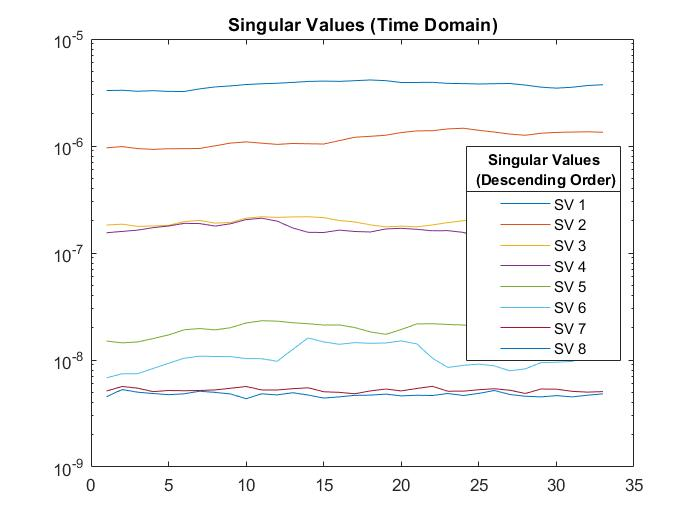 Singular Values (Time Domain)
10-5
10-6
10-7
10-8
10-9
0 5 10 15 20 25 30 35
Singular Values
(Descending Order)
SV 1
SV 2
SV 3
SV 4
SV 5
SV 6
SV 7
SV 8